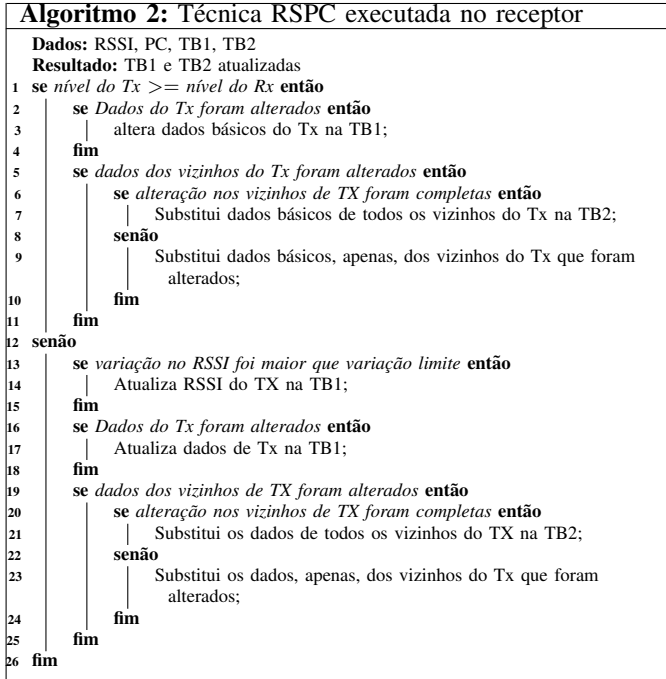 Algoritmo 2: Técnica RSPC executada no receptor
Dados: RSSI, PC, TB1, TB2
Resultado: TB1 e TB2 atualizadas
1 se nível do Tx >= nível do Rx então
2 se Dados do Tx foram alterados então
3 altera dados básicos do Tx na TB1;
4 fim
5 se dados dos vizinhos do Tx foram alterados então
6 se alteração nos vizinhos de TX foram completas então
7 Substitui dados básicos de todos os vizinhos do Tx na TB2;
8 senão
9 Substitui dados básicos, apenas, dos vizinhos do Tx que foram
alterados;
10 fim
11 fim
12 senão
13 se variação no RSSI foi maior que variação limite então
14 Atualiza RSSI do TX na TB1;
15 fim
16 se Dados do Tx foram alterados então
17 Atualiza dados de Tx na TB1;
18 fim
19 se dados dos vizinhos de TX foram alterados então
20 se alteração nos vizinhos de TX foram completas então
21 Substitui os dados de todos os vizinhos do TX na TB2;
22 senão
23 Substitui os dados, apenas, dos vizinhos do Tx que foram
alterados;
24 fim
25 fim
26 fim